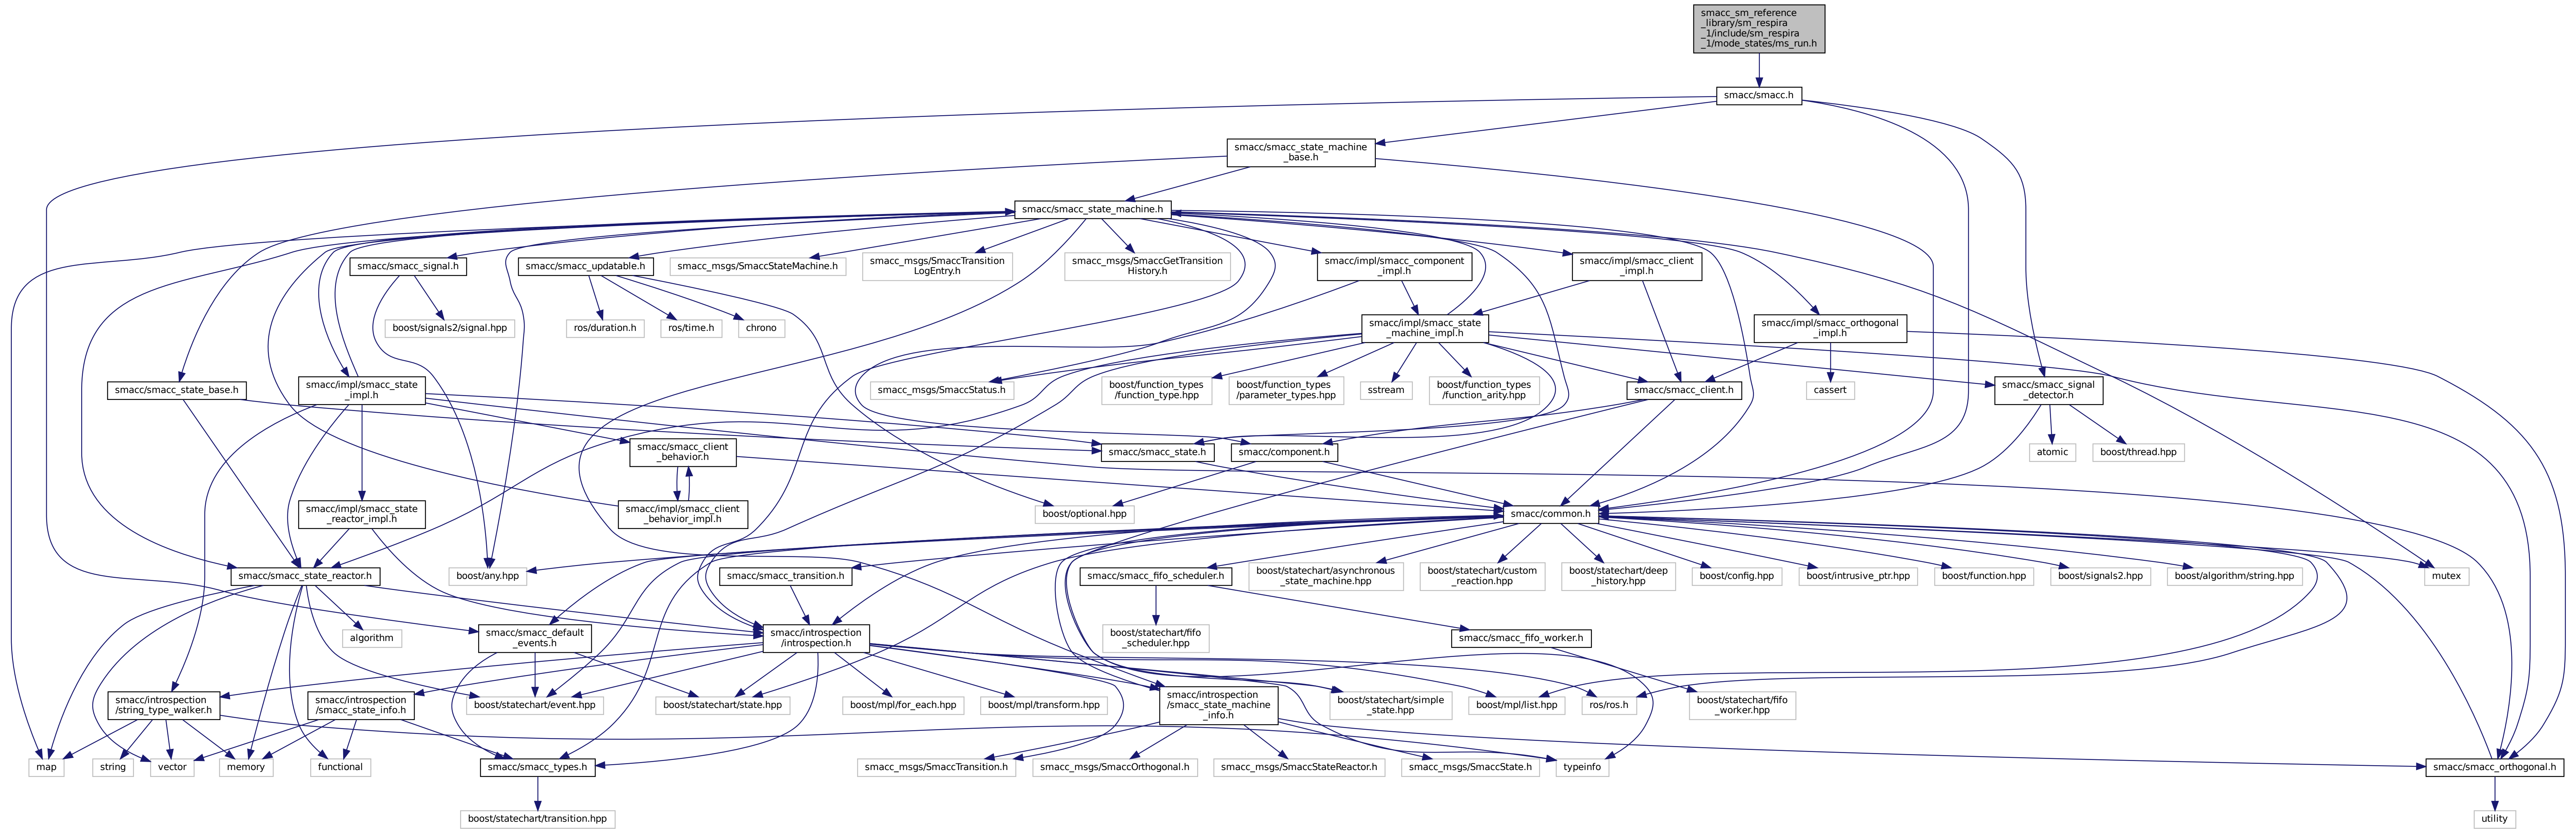 smacc_sm_reference
_library/sm_respira
_1/include/sm_respira
_1/mode_states/ms_run.h
smacc/smacc.h
smacc/smacc_state_machine
_base.h
smacc/smacc_state_machine.h
smacc/smacc_signal.h
smacc/smacc_updatable.h
smacc_msgs/SmaccStateMachine.h
smacc_msgs/SmaccTransition
LogEntry.h
smacc_msgs/SmaccGetTransition
History.h
smacc/impl/smacc_component
_impl.h
smacc/impl/smacc_client
_impl.h
boost/signals2/signal.hpp
ros/duration.h
ros/time.h
chrono
smacc/impl/smacc_state
_machine_impl.h
smacc/impl/smacc_orthogonal
_impl.h
smacc/smacc_state_base.h
smacc/impl/smacc_state
_impl.h
smacc_msgs/SmaccStatus.h
boost/function_types
/function_type.hpp
boost/function_types
/parameter_types.hpp
sstream
boost/function_types
/function_arity.hpp
smacc/smacc_client.h
cassert
smacc/smacc_signal
_detector.h
smacc/smacc_client
_behavior.h
smacc/smacc_state.h
smacc/component.h
atomic
boost/thread.hpp
smacc/impl/smacc_state
_reactor_impl.h
smacc/impl/smacc_client
_behavior_impl.h
boost/optional.hpp
smacc/common.h
smacc/smacc_state_reactor.h
boost/any.hpp
smacc/smacc_transition.h
smacc/smacc_fifo_scheduler.h
boost/statechart/asynchronous
_state_machine.hpp
boost/statechart/custom
_reaction.hpp
boost/statechart/deep
_history.hpp
boost/config.hpp
boost/intrusive_ptr.hpp
boost/function.hpp
boost/signals2.hpp
boost/algorithm/string.hpp
mutex
algorithm
smacc/smacc_default
_events.h
smacc/introspection
/introspection.h
boost/statechart/fifo
_scheduler.hpp
smacc/smacc_fifo_worker.h
smacc/introspection
/string_type_walker.h
smacc/introspection
/smacc_state_info.h
boost/statechart/event.hpp
boost/statechart/state.hpp
boost/mpl/for_each.hpp
boost/mpl/transform.hpp
smacc/introspection
/smacc_state_machine
_info.h
boost/statechart/simple
_state.hpp
boost/mpl/list.hpp
ros/ros.h
boost/statechart/fifo
_worker.hpp
map
string
vector
memory
functional
smacc/smacc_types.h
smacc_msgs/SmaccTransition.h
smacc_msgs/SmaccOrthogonal.h
smacc_msgs/SmaccStateReactor.h
smacc_msgs/SmaccState.h
typeinfo
smacc/smacc_orthogonal.h
boost/statechart/transition.hpp
utility